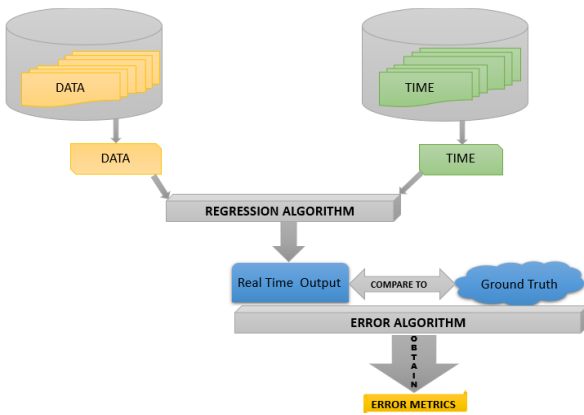 DATA
TIME
DATA
TIME
REGRESSION ALGORITHM
Real Time Output
COMPARE TO
Ground Truth
ERROR ALGORITHM
OBTAIN
ERROR METRICS